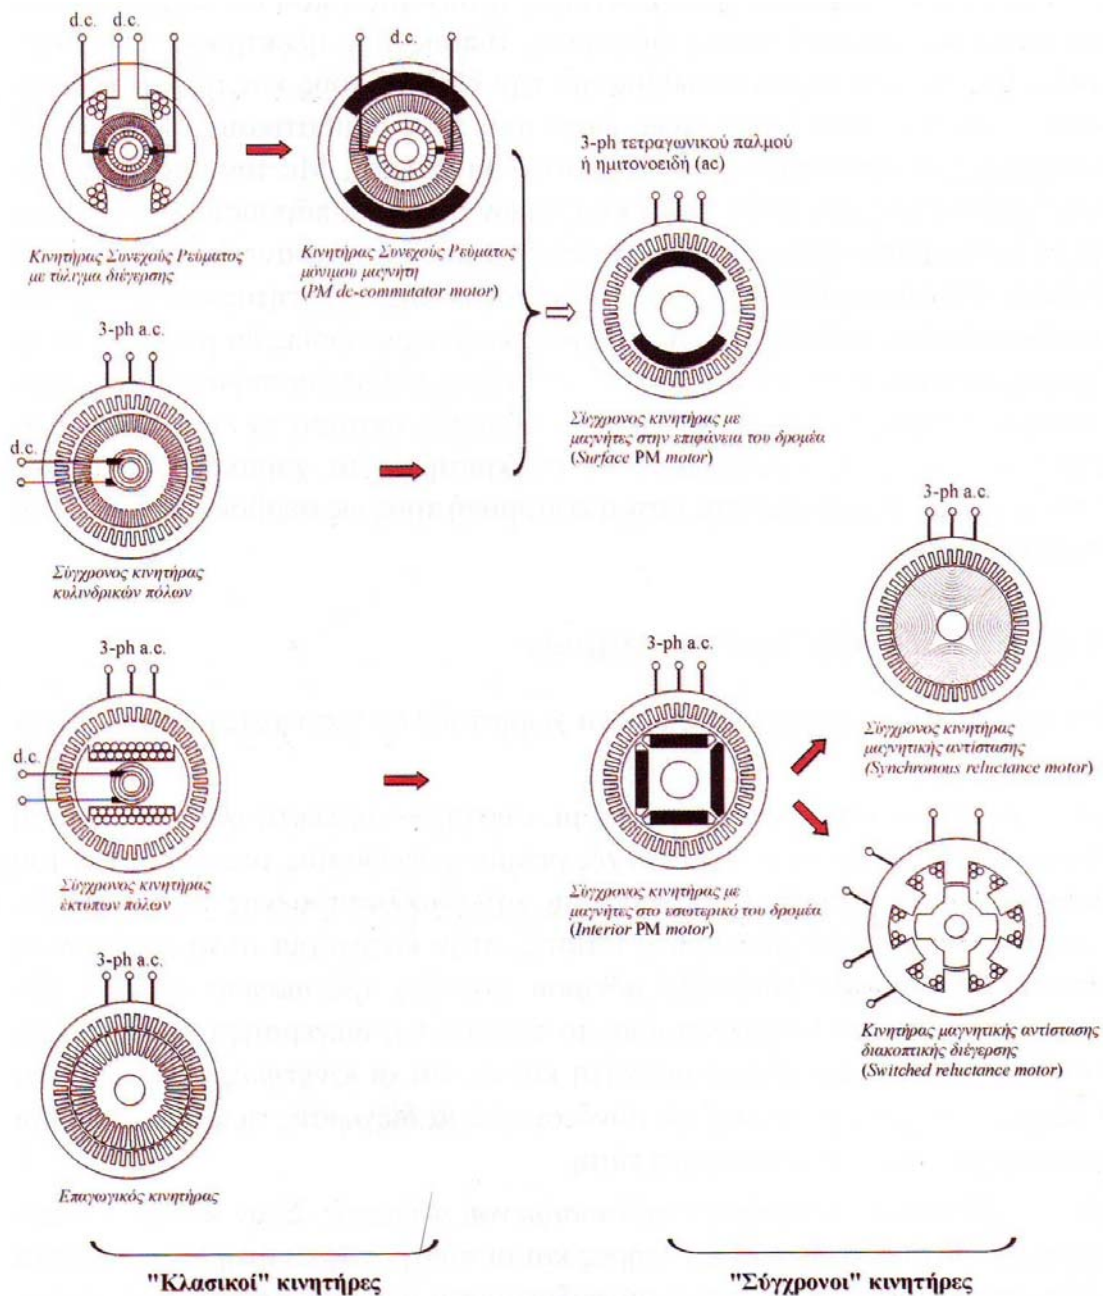 d.c. d.c.
d.c.
Κινητήρας Συνεχούς Ρεύματος
με τύλιγμα διέγερσης
Κινητήρας Συνεχούς Ρεύματος
μόνιμου μαγνήτη
(PM dc-commutator motor)
3-ph τετραγωνικού παλμού
ή ημιτονοειδή (ac)
Σύγχρονος κινητήρας με
μαγνήτες στην επιφάνεια του δρομέα
(Surface PM motor)
3-ph a.c.
d.c.
Σύγχρονος κινητήρας
κυλινδρικών πόλων
3-ph a.c.
d.c.
Σύγχρονος κινητήρας
έκτυπων πόλων
3-ph a.c.
Σύγχρονος κινητήρας με
μαγνήτες στο εσωτερικό του δρομέα
(Interior PM motor)
3-ph a.c.
Σύγχρονος κινητήρας
μαγνητικής αντίστασης
(Synchronous reluctance motor)
Κινητήρας μαγνητικής αντίστασης
διακοπτικής διέγερσης
(Switched reluctance motor)
3-ph a.c.
Επαγωγικός κινητήρας
"Κλασικοί" κινητήρες
"Σύγχρονοι" κινητήρες